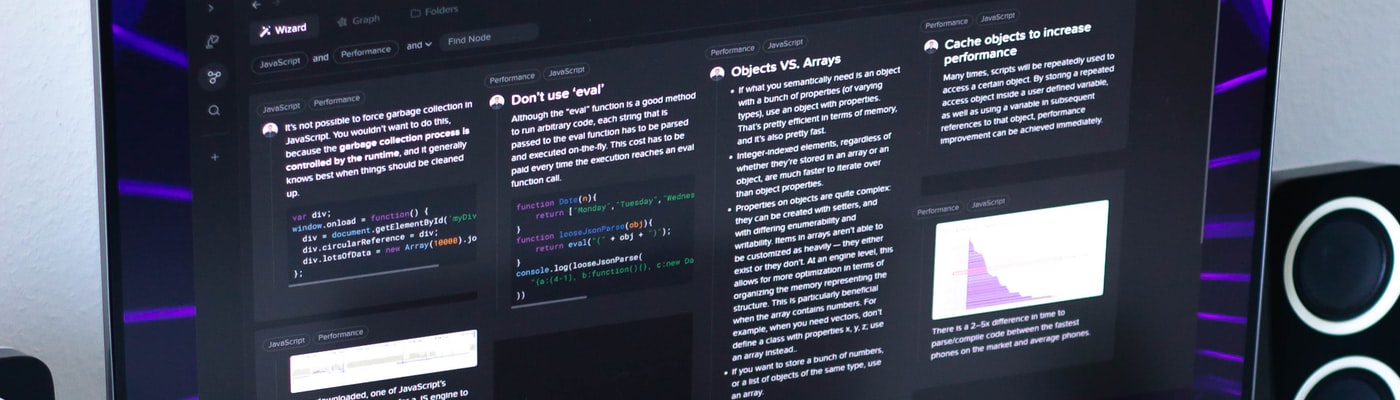 Wizard
Graph
Folders
JavaScript and Performance and Find Node
JavaScript Performance
It's not possible to force garbage collection in
JavaScript. You wouldn't want to do this,
because the garbage collection process is
controlled by the runtime, and it generally
knows best when things should be cleaned
up.
var div;
window.onload = function() {
div = document.getElementById('myDiv
div.circularReference = div;
div.lotsOfData = new Array(10000).jo
};
JavaScript Performance
ownloaded, one of JavaScript's
JS engine to
Performance JavaScript
Don't use 'eval'
Although the "eval" function is a good method
to run arbitrary code, each string that is
passed to the eval function has to be parsed
and executed on-the-fly. This cost has to be
paid every time the execution reaches an eval
function call.
function Date(n){
return ["Monday","Tuesday","Wednes
}
function looseJsonParse(obj){
return eval("(" + obj + ")");
}
console.log(looseJsonParse(
"{a:(4-1), b:function(){}, c:new Da
))
Performance JavaScript
Objects VS. Arrays
• If what you semantically need is an object
with a bunch of properties (of varying
types), use an object with properties.
That's pretty efficient in terms of memory,
and it's also pretty fast.
• Integer-indexed elements, regardless of
whether they're stored in an array or an
object, are much faster to iterate over
than object properties.
• Properties on objects are quite complex:
they can be created with setters, and
with differing enumerability and
writability. Items in arrays aren't able to
be customized as heavily — they either
exist or they don't. At an engine level, this
allows for more optimization in terms of
organizing the memory representing the
structure. This is particularly beneficial
when the array contains numbers. For
example, when you need vectors, don't
define a class with properties x, y, z; use
an array instead..
• If you want to store a bunch of numbers,
or a list of objects of the same type, use
an array.
Performance JavaScript
Cache objects to increase
performance
Many times, scripts will be repeatedly used to
access a certain object. By storing a repeated
access object inside a user defined variable,
as well as using a variable in subsequent
references to that object, performance
improvement can be achieved immediately.
Performance JavaScript
There is a 2–5x difference in time to
parse/compile code between the fastest
phones on the market and average phones.